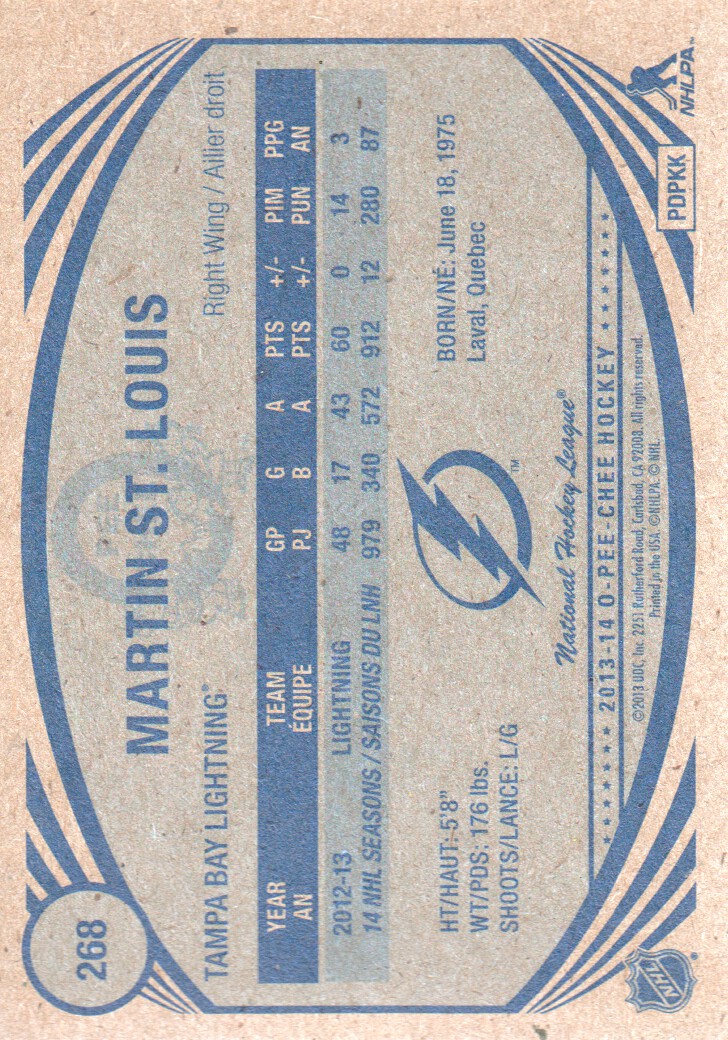 268
MARTIN ST. LOUIS
TAMPA BAY LIGHTNING® Right Wing / Ailier droit
YEAR TEAM GP G A PTS +/- PIM PPG
AN ÉQUIPE PJ B A PTS +/- PUN AN
2012-13 LIGHTNING 48 17 43 60 0 14 3
14 NHL SEASONS / SAISONS DU LNH 979 340 572 912 12 280 87
HT/HAUT: 5'8"
WT/PDS: 176 lbs.
SHOOTS/LANCE: L/G
TM
BORN/NÉ: June 18, 1975
Laval, Quebec
National Hockey League®
2013-14 O-PEE-CHEE HOCKEY
©2013 UDC, Inc. 2251 Rutherford Road, Carlsbad, CA 92008. All rights reserved.
Printed in the USA. ©NHLPA. © NHL.
NHL
PDPKK
NHLPA™